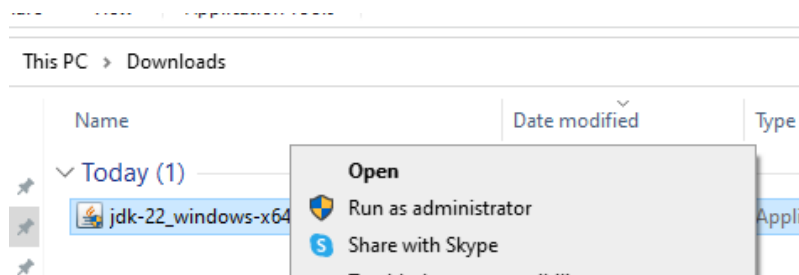 This PC > Downloads
Name Date modified Type
Today (1)
Open
jdk-22_windows-x64
Run as administrator
Share with Skype